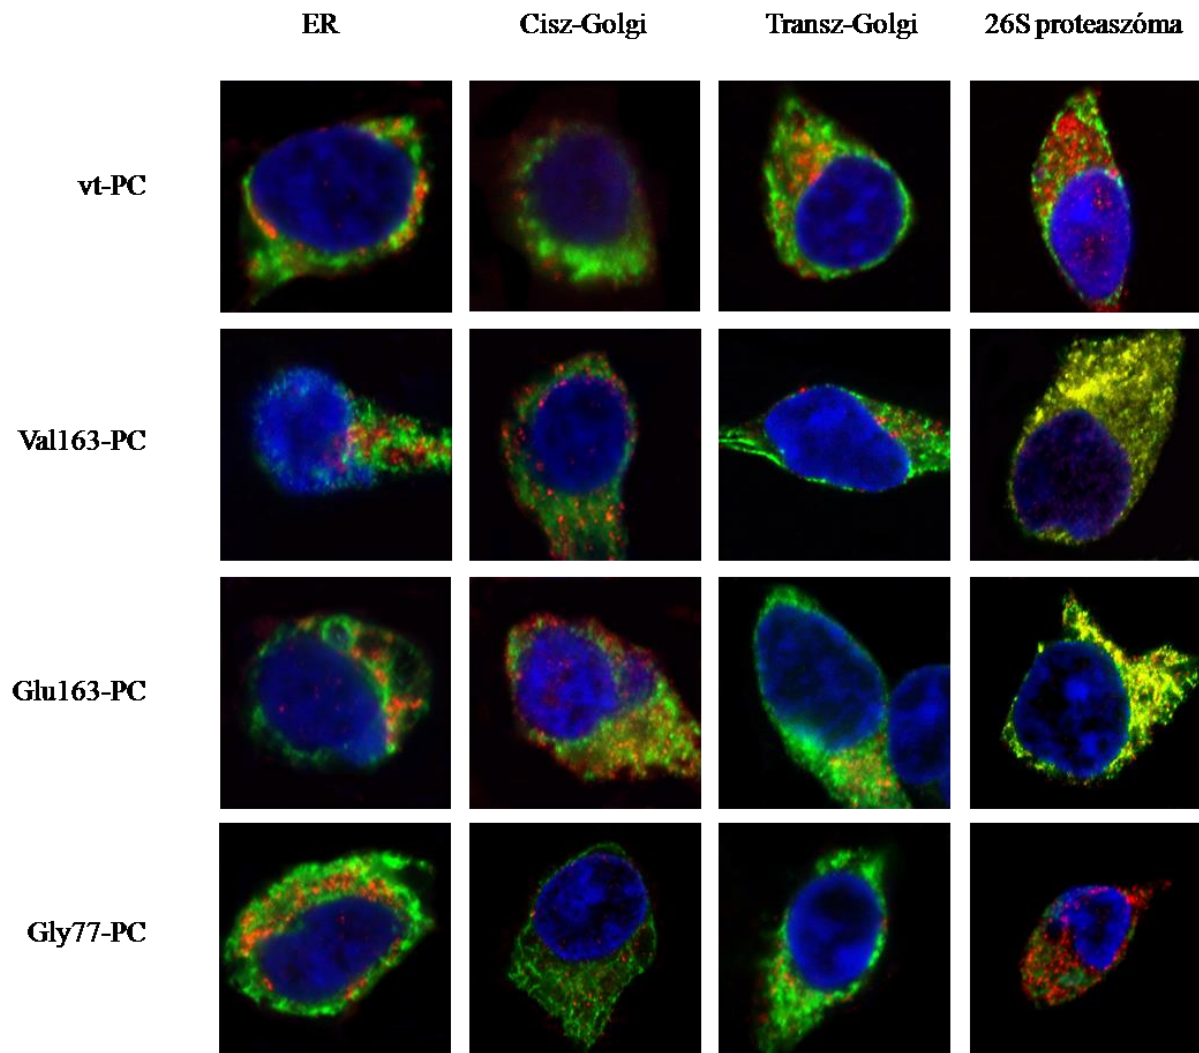 ER Cisz-Golgi Transz-Golgi 26S proteaszóma
vt-PC
Val163-PC
Glu163-PC
Gly77-PC